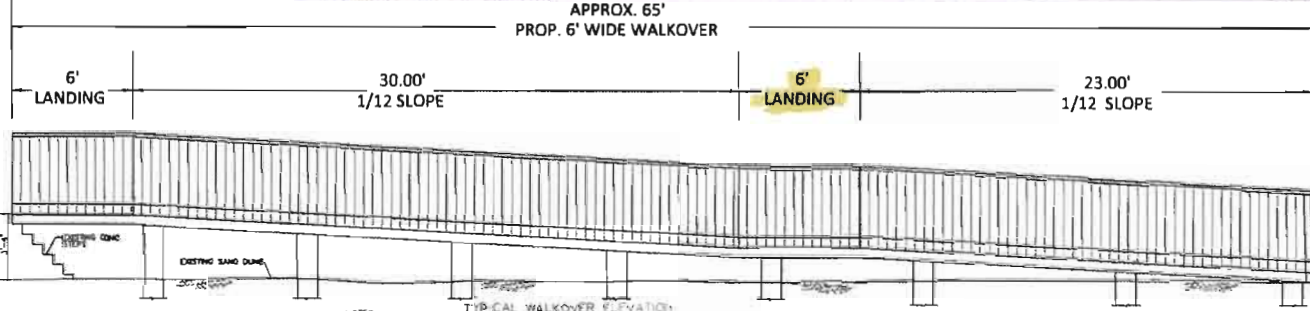 APPROX. 65'
PROP. 6' WIDE WALKOVER
6'
LANDING
30.00'
1/12 SLOPE
6'
LANDING
23.00'
1/12 SLOPE
EXISTING CONC.
STEPS
EXISTING SAND DUNE
TYPICAL WALKOVER ELEVATION